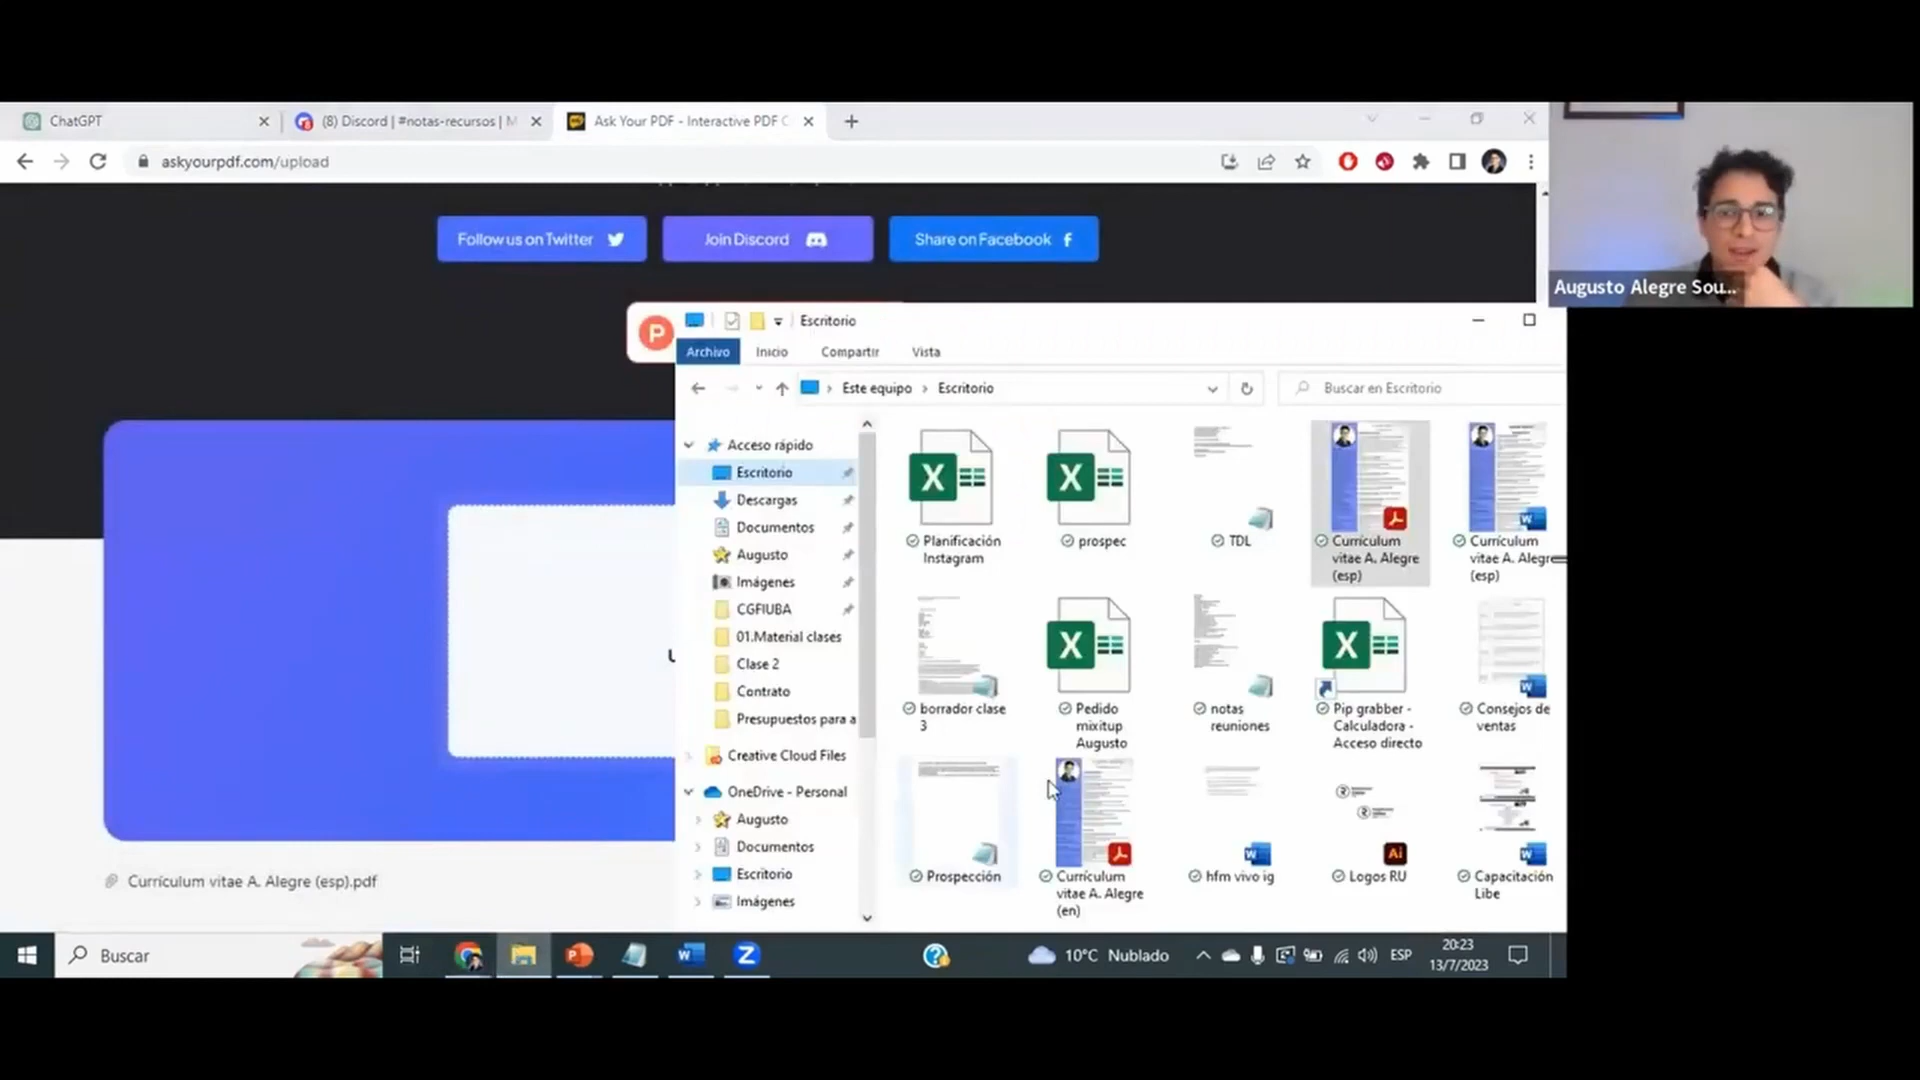 ChatGPT
(8) Discord | #notas-recursos | M
Ask Your PDF - Interactive PDF C
askyourpdf.com/upload
Follow us on Twitter
Join Discord
Share on Facebook
Augusto Alegre Sou...
P
Escritorio
Archivo
Inicio
Compartir
Vista
Este equipo > Escritorio
Buscar en Escritorio
Acceso rápido
Escritorio
Descargas
Documentos
Augusto
Imágenes
CGFIUBA
01.Material clases
Clase 2
Contrato
Presupuestos para a
Creative Cloud Files
OneDrive - Personal
Augusto
Documentos
Escritorio
Imágenes
Planificación
Instagram
prospec
TDL
Currículum
vitae A. Alegre
(esp)
Currículum
vitae A. Alegre
(esp)
borrador clase
3
Pedido
mixitup
Augusto
notas
reuniones
Pip grabber -
Calculadora -
Acceso directo
Consejos de
ventas
Prospección
Currículum
vitae A. Alegre
(en)
hfm vivo ig
Logos RU
Capacitación
Libe
Currículum vitae A. Alegre (esp).pdf
Buscar
10°C Nublado
ESP
20:23
13/7/2023